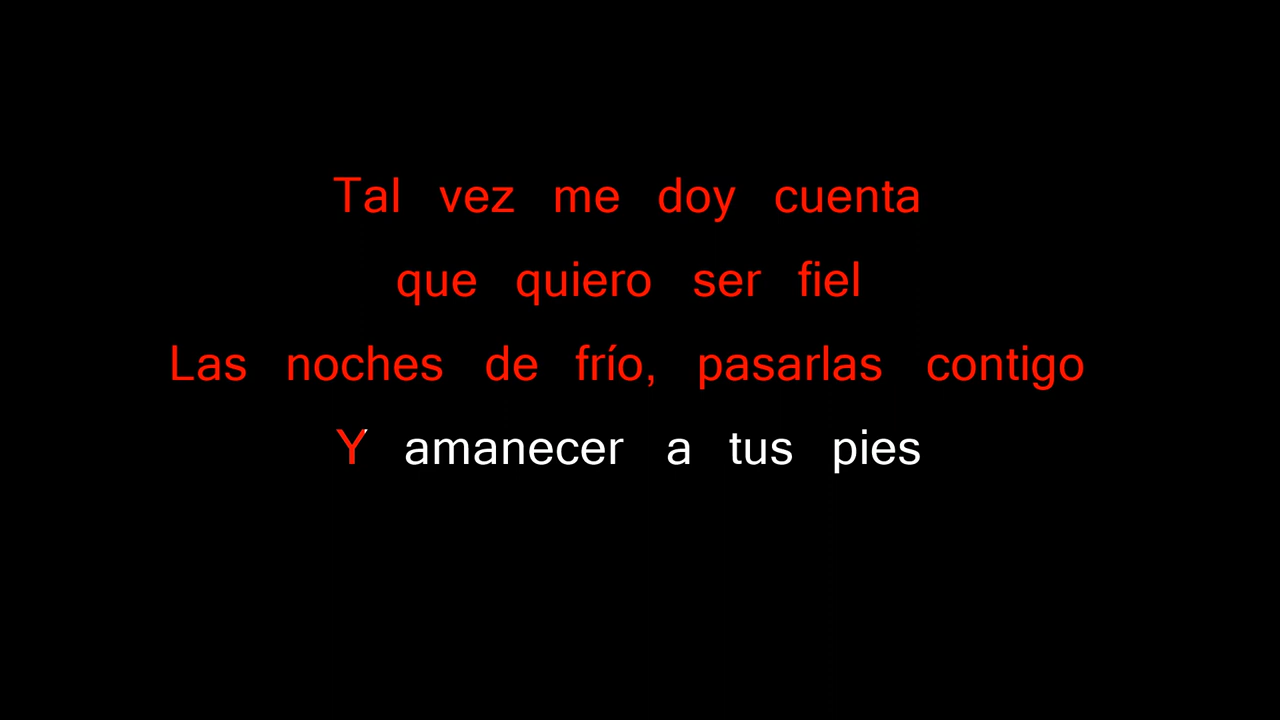 Tal vez me doy cuenta
que quiero ser fiel
Las noches de frío, pasarlas contigo
Y amanecer a tus pies